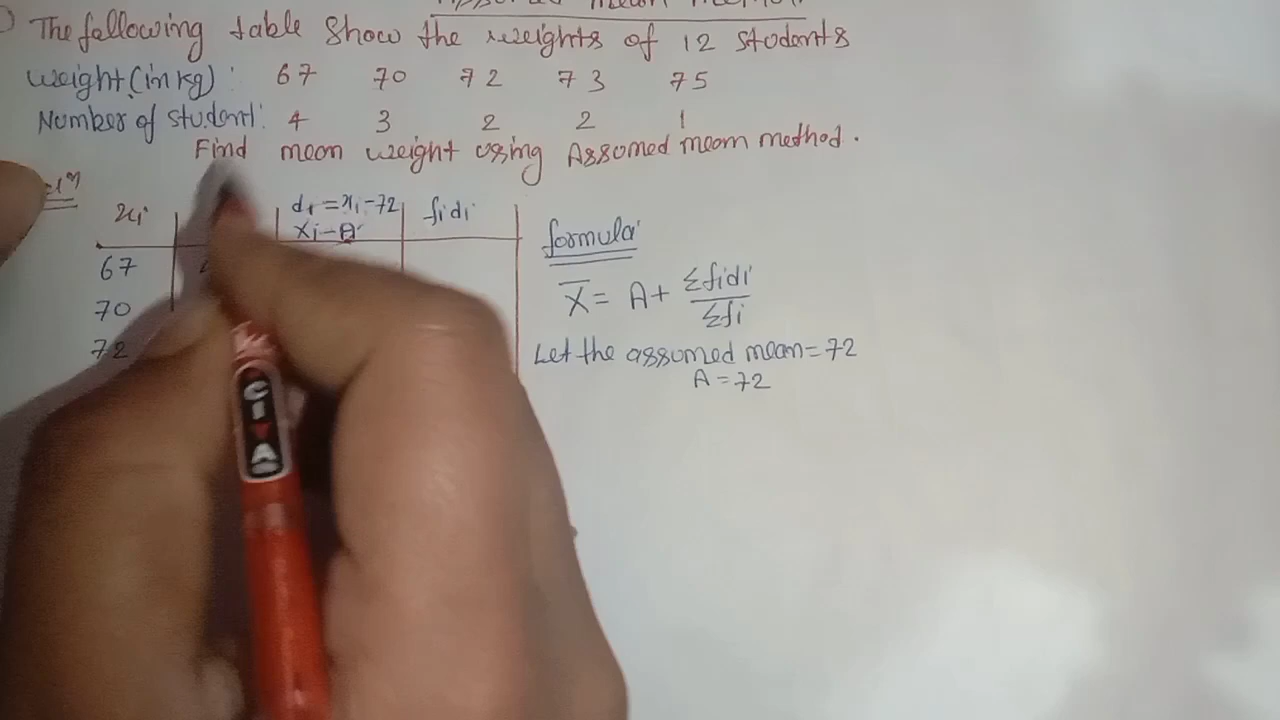 The following table Show the weights of 12 students
Weight (in kg) : 67 70 72 73 75
Number of student: 4 3 2 2 1
Find mean weight using Assumed mean method.
xi di = xi-72 fidi
Xi-A
67
70
72
formula
X̄ = A + Σfidi / Σfi
Let the assumed mean = 72
A = 72
CIVA